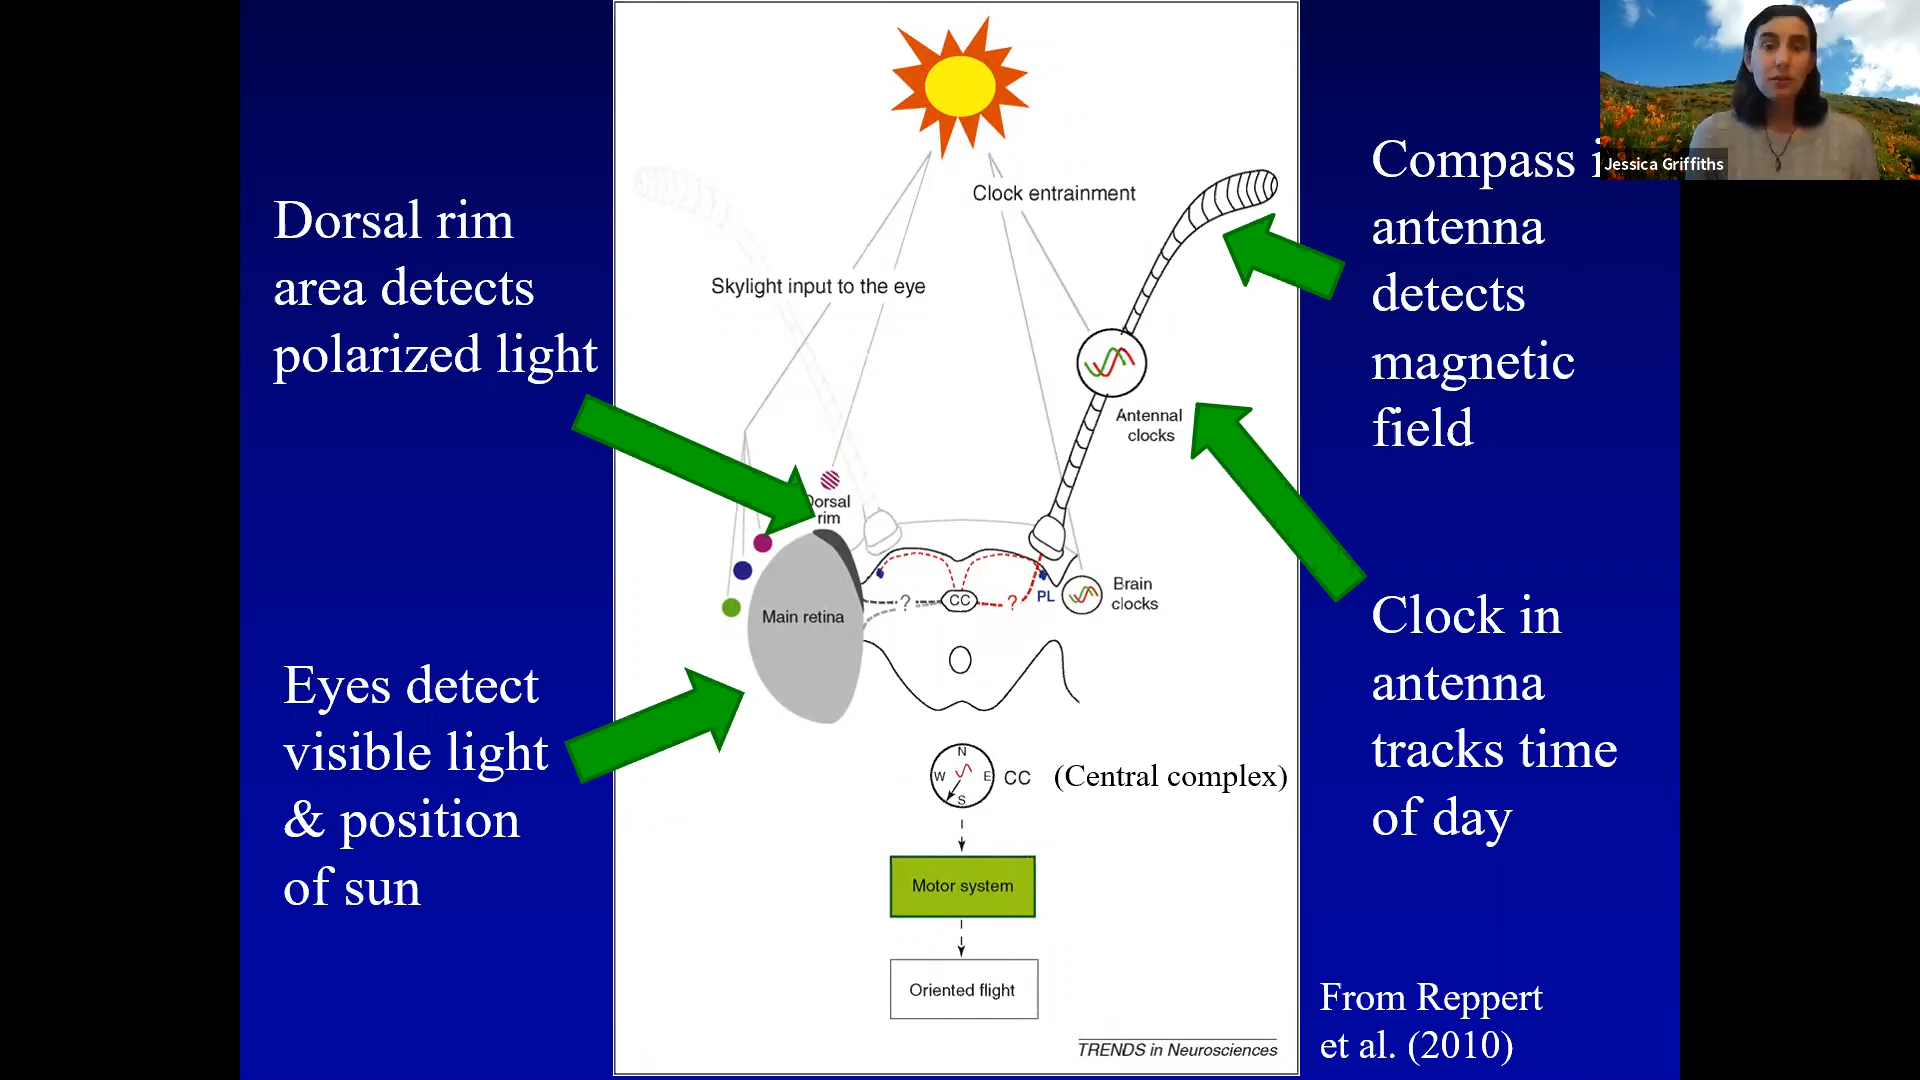 Dorsal rim
area detects
polarized light
Eyes detect
visible light
& position
of sun
Clock entrainment
Skylight input to the eye
Antennal
clocks
Dorsal
rim
Main retina
?
CC
?
PL
Brain
clocks
N
W
E
S
CC
(Central complex)
Motor system
Oriented flight
TRENDS in Neurosciences
Compass
antenna
detects
magnetic
field
Clock in
antenna
tracks time
of day
From Reppert
et al. (2010)
Jessica Griffiths